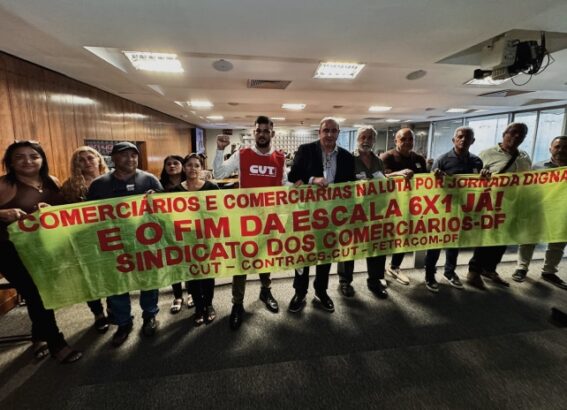 CUT
COMERCIÁRIOS E COMERCIÁRIAS NA LUTA POR JORNADA DIGNA
E O FIM DA ESCALA 6X1 JÁ!
SINDICATO DOS COMERCIÁRIOS-DF
CUT - CONTRACS-CUT - FETRACOM-DF